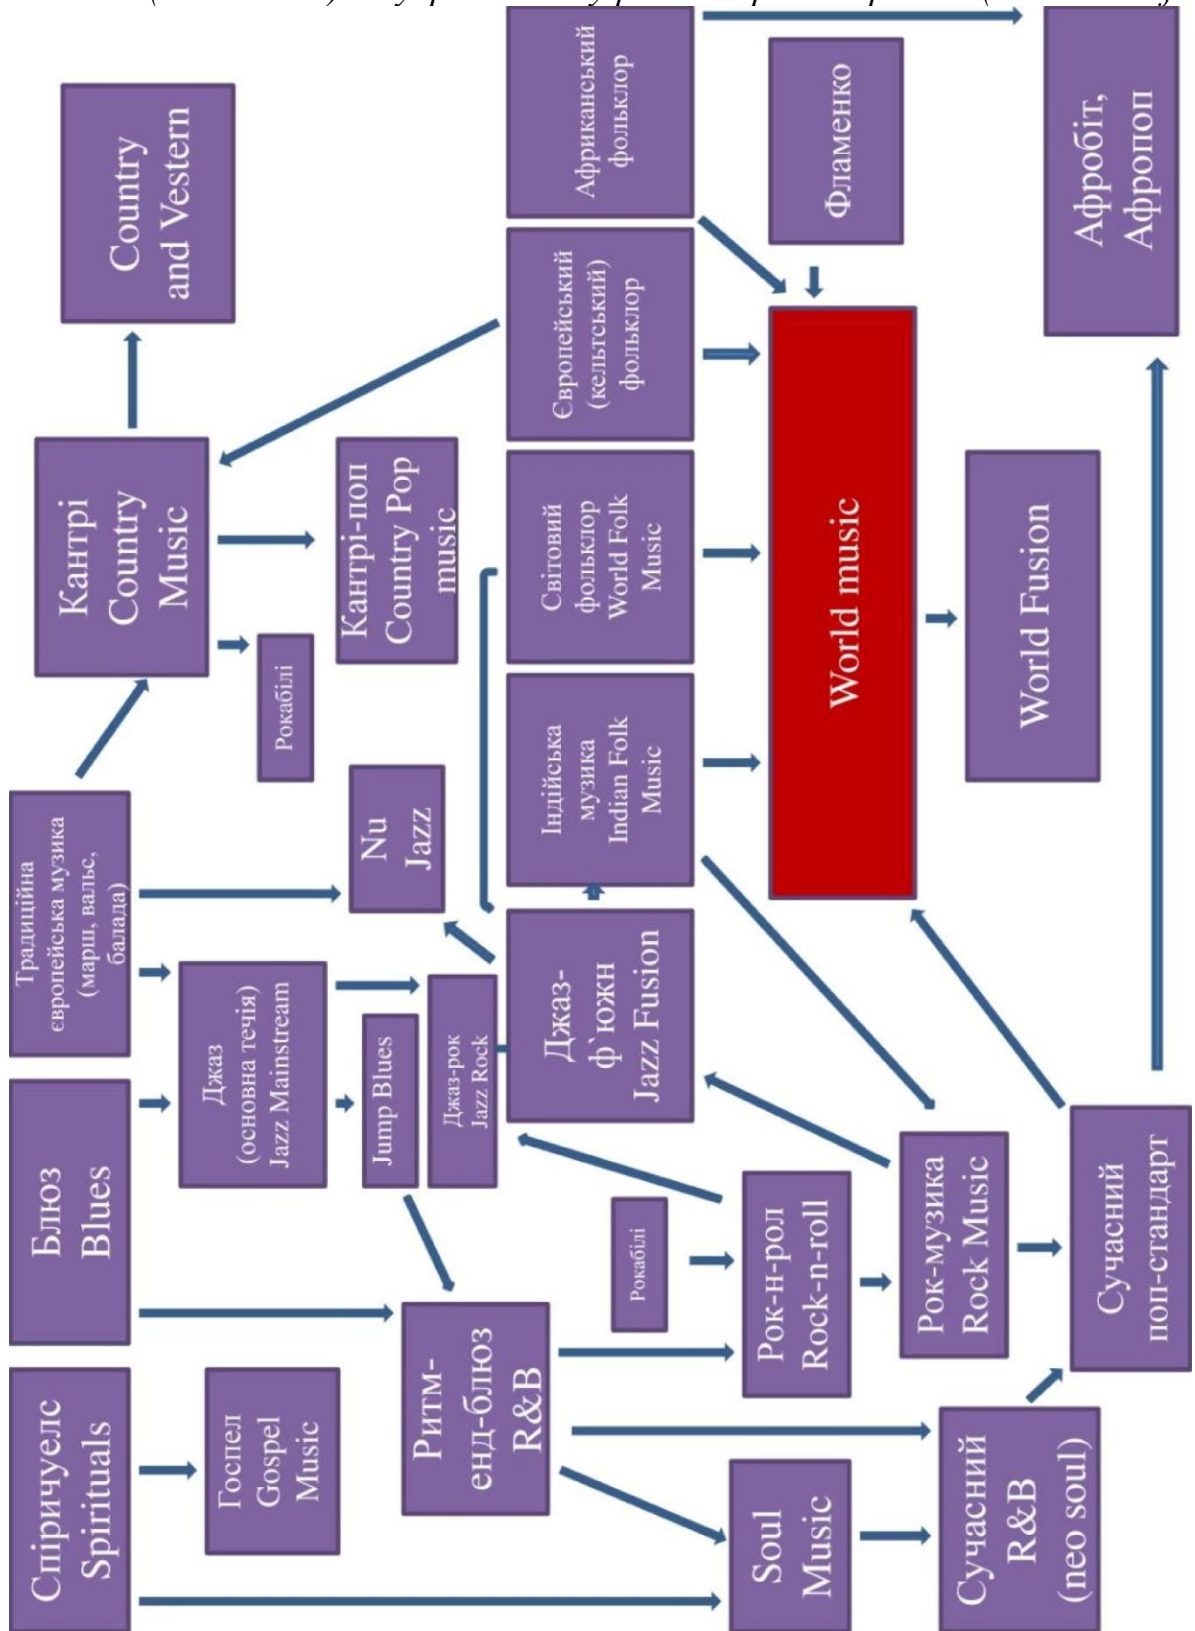 Спіричуелс
Spirituals
Блюз
Blues
Традиційна
європейська музика
(марш, вальс,
балада)
Кантрі
Country
Music
Country
and Vestern
Госпел
Gospel
Music
Джаз
(основна течія)
Jazz Mainstream
Рокабілі
Jump Blues
Nu
Jazz
Кантрі-поп
Country Pop
music
Ритм-
енд-блюз
R&B
Джаз-рок
Jazz Rock
Джаз-
ф`южн
Jazz Fusion
Індійська
музика
Indian Folk
Music
Світовий
фольклор
World Folk
Music
Європейський
(кельтський)
фольклор
Африканський
фольклор
Рокабілі
Soul
Music
Рок-н-рол
Rock-n-roll
World music
Фламенко
Сучасний
R&B
(neo soul)
Рок-музика
Rock Music
World Fusion
Сучасний
поп-стандарт
Афробіт,
Афропоп